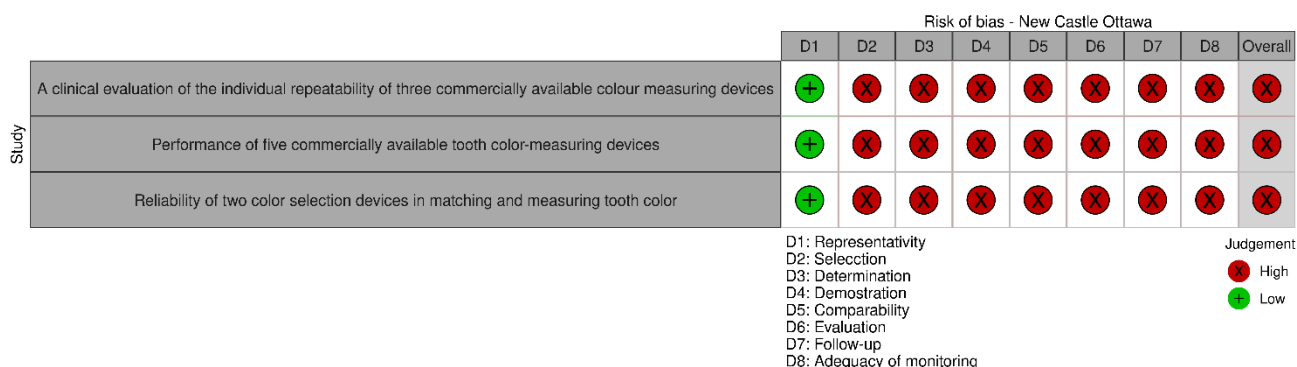 Risk of bias - New Castle Ottawa
D1 D2 D3 D4 D5 D6 D7 D8 Overall
Study
A clinical evaluation of the individual repeatability of three commercially available colour measuring devices + X X X X X X X X
Performance of five commercially available tooth color-measuring devices + X X X X X X X X
Reliability of two color selection devices in matching and measuring tooth color + X X X X X X X X
D1: Representativity
D2: Selecction
D3: Determination
D4: Demostration
D5: Comparability
D6: Evaluation
D7: Follow-up
D8: Adequacy of monitoring
Judgement
X High
+ Low